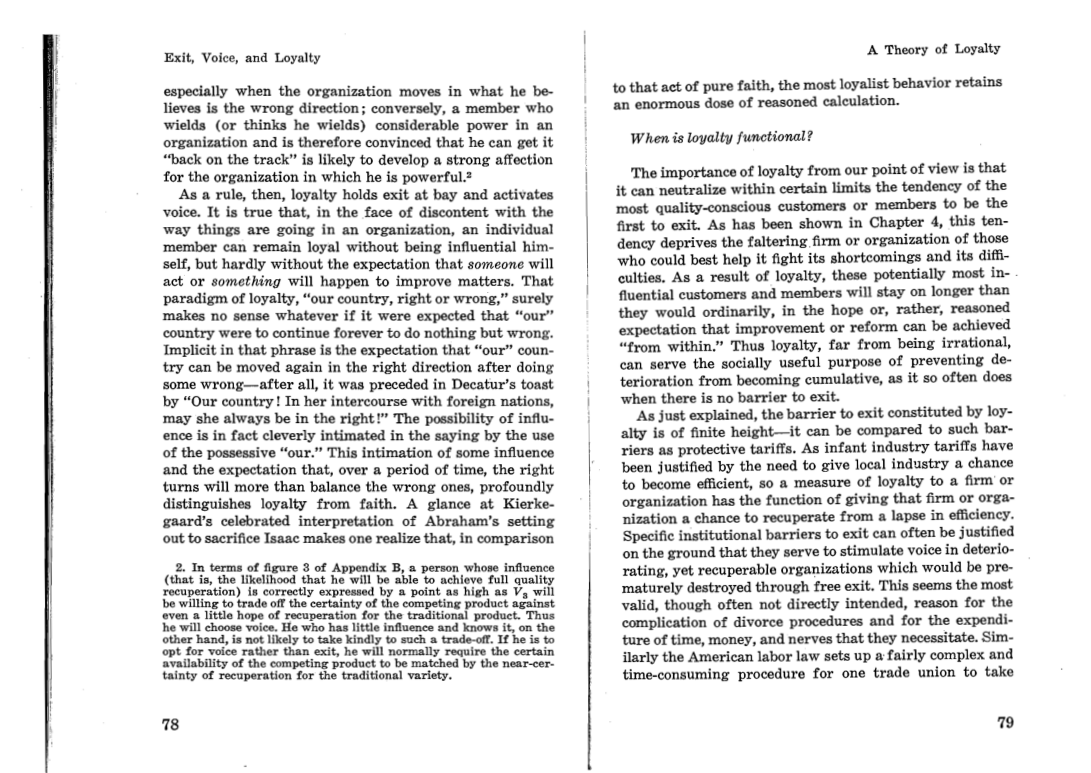 Exit, Voice, and Loyalty
especially when the organization moves in what he be-
lieves is the wrong direction; conversely, a member who
wields (or thinks he wields) considerable power in an
organization and is therefore convinced that he can get it
“back on the track” is likely to develop a strong affection
for the organization in which he is powerful.²
As a rule, then, loyalty holds exit at bay and activates
voice. It is true that, in the face of discontent with the
way things are going in an organization, an individual
member can remain loyal without being influential him-
self, but hardly without the expectation that someone will
act or something will happen to improve matters. That
paradigm of loyalty, “our country, right or wrong,” surely
makes no sense whatever if it were expected that “our”
country were to continue forever to do nothing but wrong.
Implicit in that phrase is the expectation that “our” coun-
try can be moved again in the right direction after doing
some wrong—after all, it was preceded in Decatur’s toast
by “Our country! In her intercourse with foreign nations,
may she always be in the right!” The possibility of influ-
ence is in fact cleverly intimated in the saying by the use
of the possessive “our.” This intimation of some influence
and the expectation that, over a period of time, the right
turns will more than balance the wrong ones, profoundly
distinguishes loyalty from faith. A glance at Kierke-
gaard’s celebrated interpretation of Abraham’s setting
out to sacrifice Isaac makes one realize that, in comparison
2. In terms of figure 3 of Appendix B, a person whose influence
(that is, the likelihood that he will be able to achieve full quality
recuperation) is correctly expressed by a point as high as V₃ will
be willing to trade off the certainty of the competing product against
even a little hope of recuperation for the traditional product. Thus
he will choose voice. He who has little influence and knows it, on the
other hand, is not likely to take kindly to such a trade-off. If he is to
opt for voice rather than exit, he will normally require the certain
availability of the competing product to be matched by the near-cer-
tainty of recuperation for the traditional variety.
78
A Theory of Loyalty
to that act of pure faith, the most loyalist behavior retains
an enormous dose of reasoned calculation.
When is loyalty functional?
The importance of loyalty from our point of view is that
it can neutralize within certain limits the tendency of the
most quality-conscious customers or members to be the
first to exit. As has been shown in Chapter 4, this ten-
dency deprives the faltering firm or organization of those
who could best help it fight its shortcomings and its diffi-
culties. As a result of loyalty, these potentially most in-
fluential customers and members will stay on longer than
they would ordinarily, in the hope or, rather, reasoned
expectation that improvement or reform can be achieved
“from within.” Thus loyalty, far from being irrational,
can serve the socially useful purpose of preventing de-
terioration from becoming cumulative, as it so often does
when there is no barrier to exit.
As just explained, the barrier to exit constituted by loy-
alty is of finite height—it can be compared to such bar-
riers as protective tariffs. As infant industry tariffs have
been justified by the need to give local industry a chance
to become efficient, so a measure of loyalty to a firm or
organization has the function of giving that firm or orga-
nization a chance to recuperate from a lapse in efficiency.
Specific institutional barriers to exit can often be justified
on the ground that they serve to stimulate voice in deterio-
rating, yet recuperable organizations which would be pre-
maturely destroyed through free exit. This seems the most
valid, though often not directly intended, reason for the
complication of divorce procedures and for the expendi-
ture of time, money, and nerves that they necessitate. Sim-
ilarly the American labor law sets up a fairly complex and
time-consuming procedure for one trade union to take
79